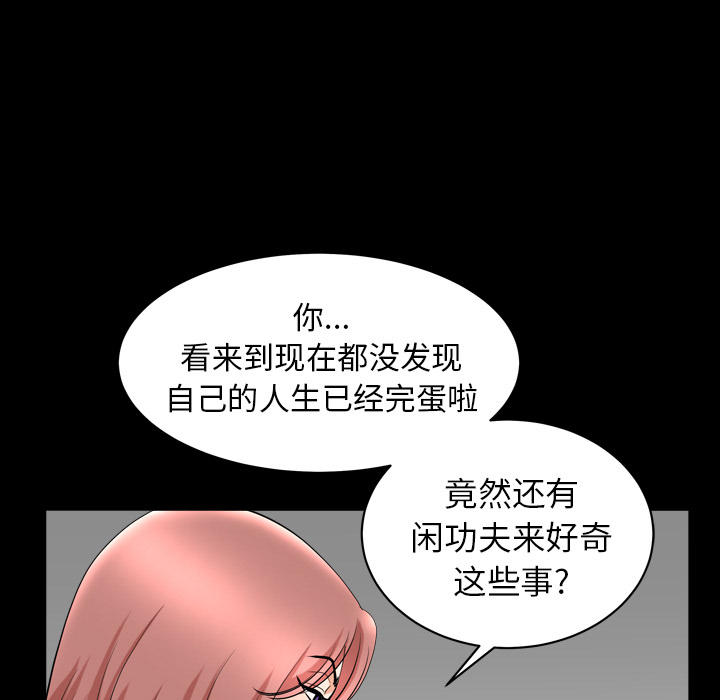 你...
看来到现在都没发现
自己的人生已经完蛋啦
竟然还有
闲功夫来好奇
这些事?